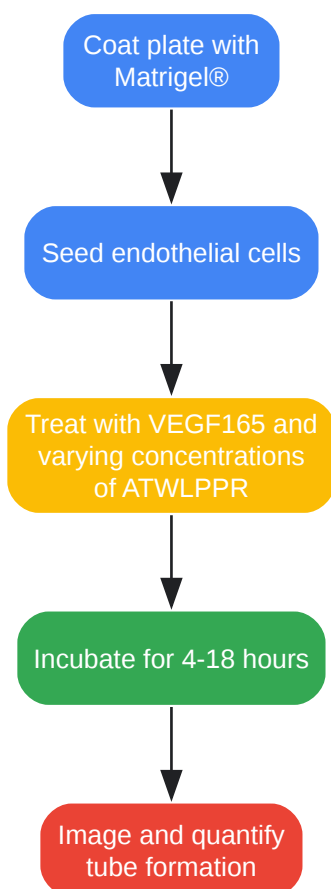 Coat plate with
Matrigel®
Seed endothelial cells
Treat with VEGF165 and
varying concentrations
of ATWLPPR
Incubate for 4-18 hours
Image and quantify
tube formation